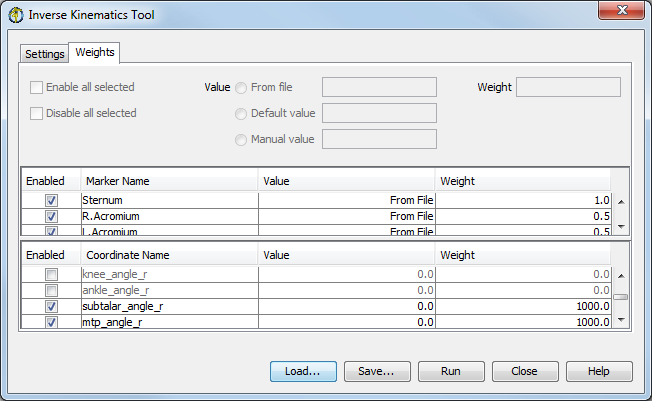 Inverse Kinematics Tool
Settings Weights
Enable all selected Value From file Weight
Disable all selected Default value
Manual value
Enabled Marker Name Value Weight
Sternum From File 1.0
R.Acromium From File 0.5
L.Acromium From File 0.5
Enabled Coordinate Name Value Weight
knee_angle_r 0.0 0.0
ankle_angle_r 0.0 0.0
subtalar_angle_r 0.0 1000.0
mtp_angle_r 0.0 1000.0
Load... Save... Run Close Help